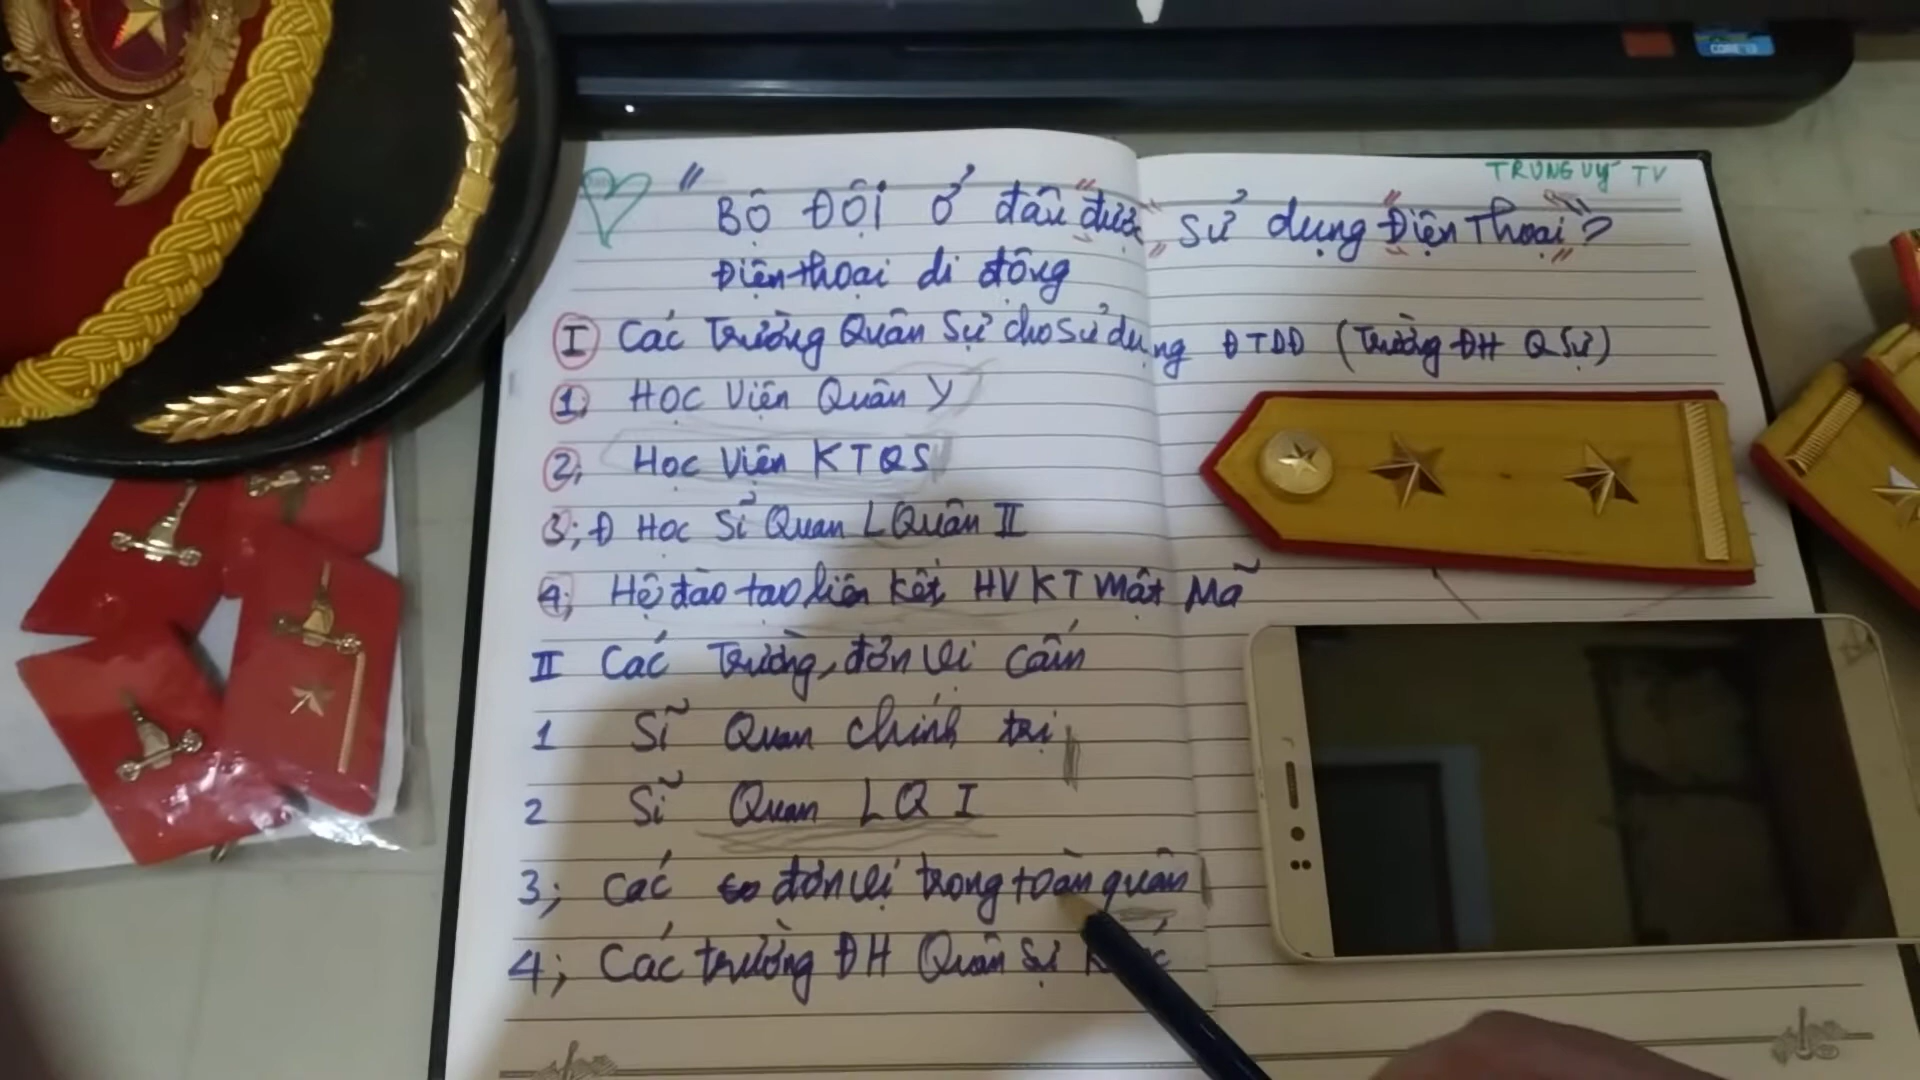 CORE i3
TRUNG UÝ TV
" BỘ ĐỘI Ở đâu "được" Sử dụng "Điện Thoại"?
Điện thoại di động
I Các Trường Quân Sự cho sử dụng ĐTDĐ (Trường ĐH QSự)
1, Học Viện Quân Y
2, Học Viện KTQS
3; Đ Học Sĩ Quan LQuân II
4; Hệ đào tạo liên kết HVKT Mật Mã
II Các Trường, đơn vị cấm
1 Sĩ Quan chính trị
2 Sĩ Quan LQ I
3; Các đơn vị trong toàn quân
4; Các trường ĐH Quân sự